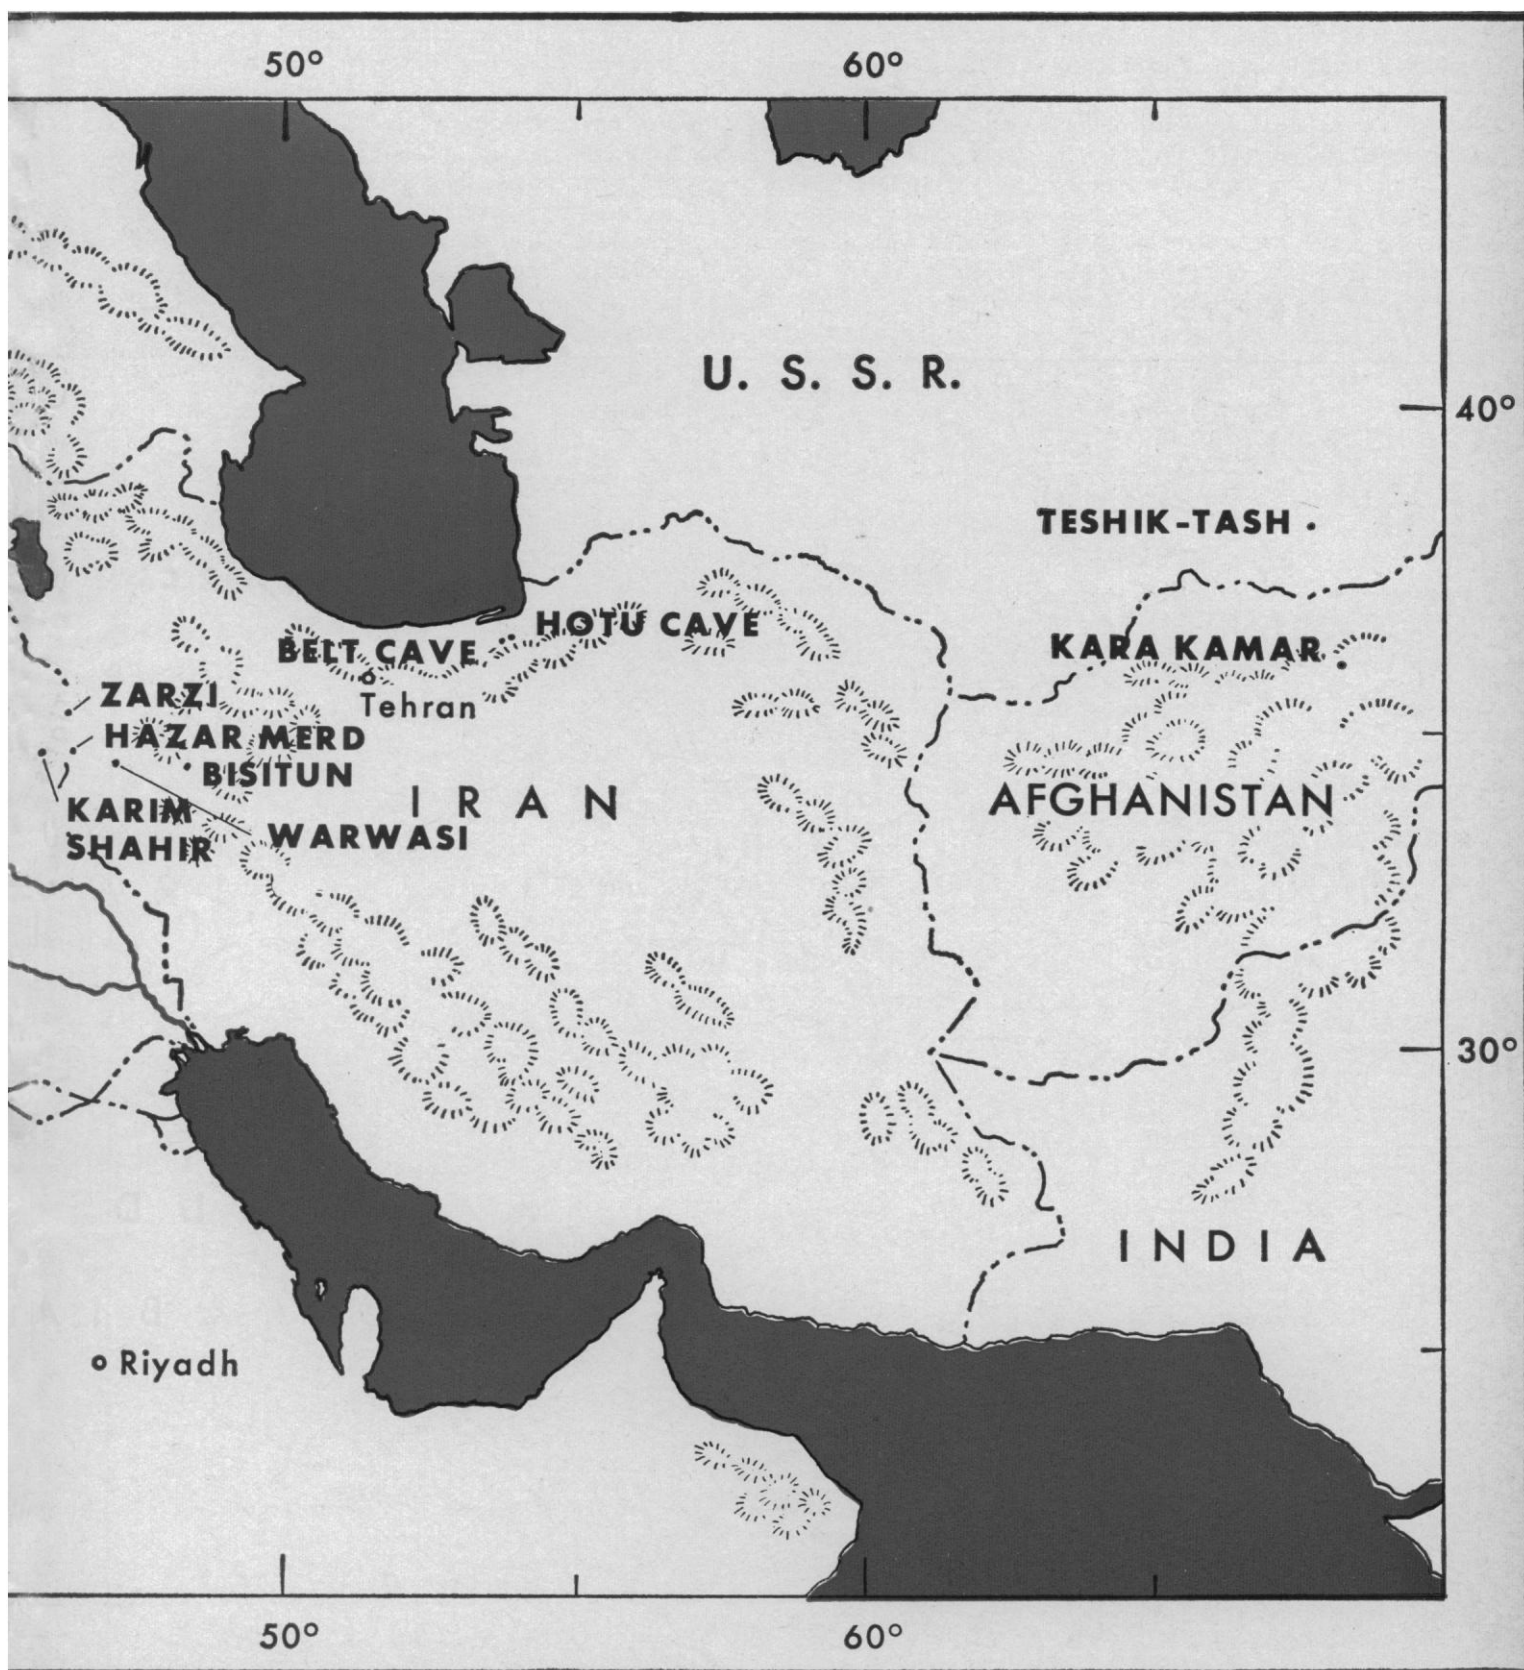 50°
60°
U. S. S. R.
40°
TESHIK-TASH
HOTU CAVE
BELT CAVE
KARA KAMAR
ZARZI
Tehran
HAZAR MERD
BISITUN
IRAN
AFGHANISTAN
KARIM
SHAHIR
WARWASI
30°
INDIA
Riyadh
50°
60°